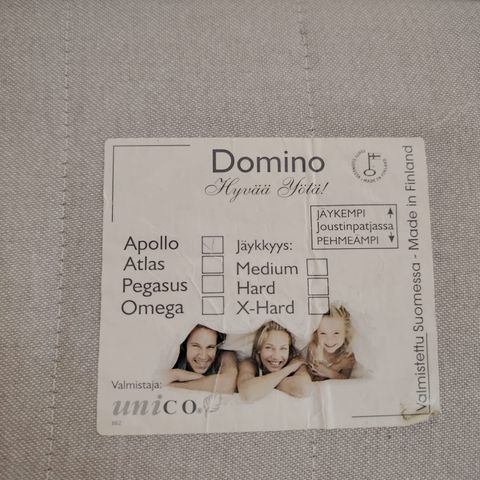 Domino
Hyvää Yötä!
JÄYKEMPI
Joustinpatjassa
PEHMEÄMPI
Apollo
Atlas
Pegasus
Omega
Jäykkyys:
Medium
Hard
X-Hard
Valmistettu Suomessa - Made in Finland
Valmistaja:
unico®
862